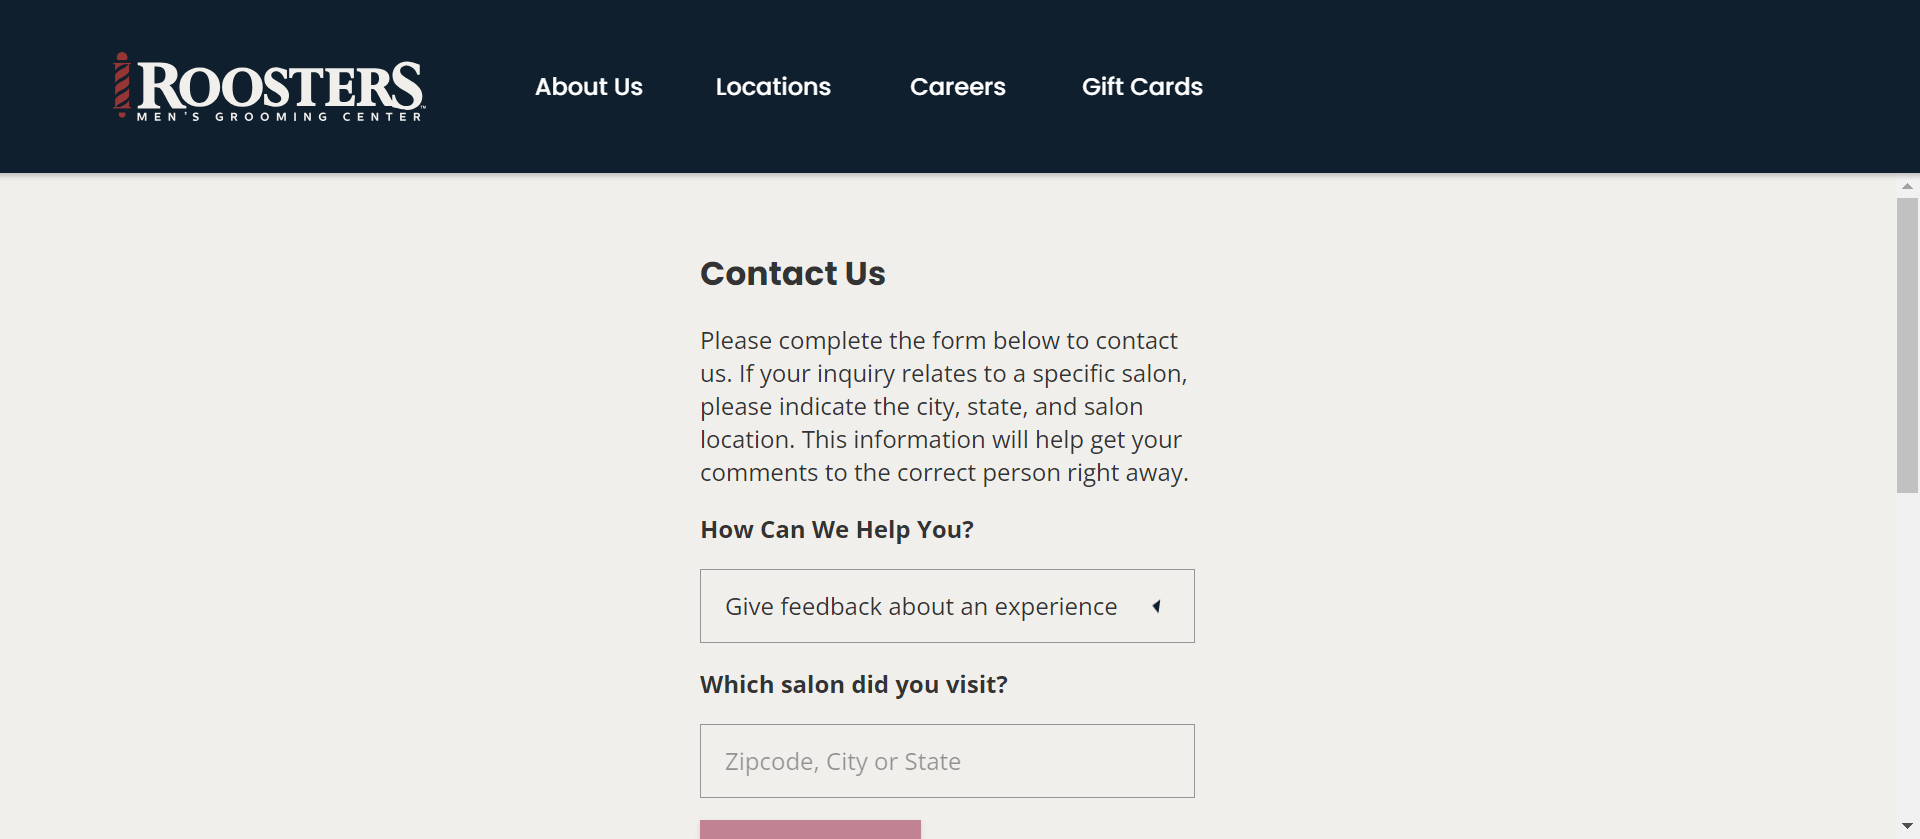 ROOSTERS™
MEN'S GROOMING CENTER
About Us
Locations
Careers
Gift Cards
Contact Us
Please complete the form below to contact
us. If your inquiry relates to a specific salon,
please indicate the city, state, and salon
location. This information will help get your
comments to the correct person right away.
How Can We Help You?
Give feedback about an experience
Which salon did you visit?
Zipcode, City or State